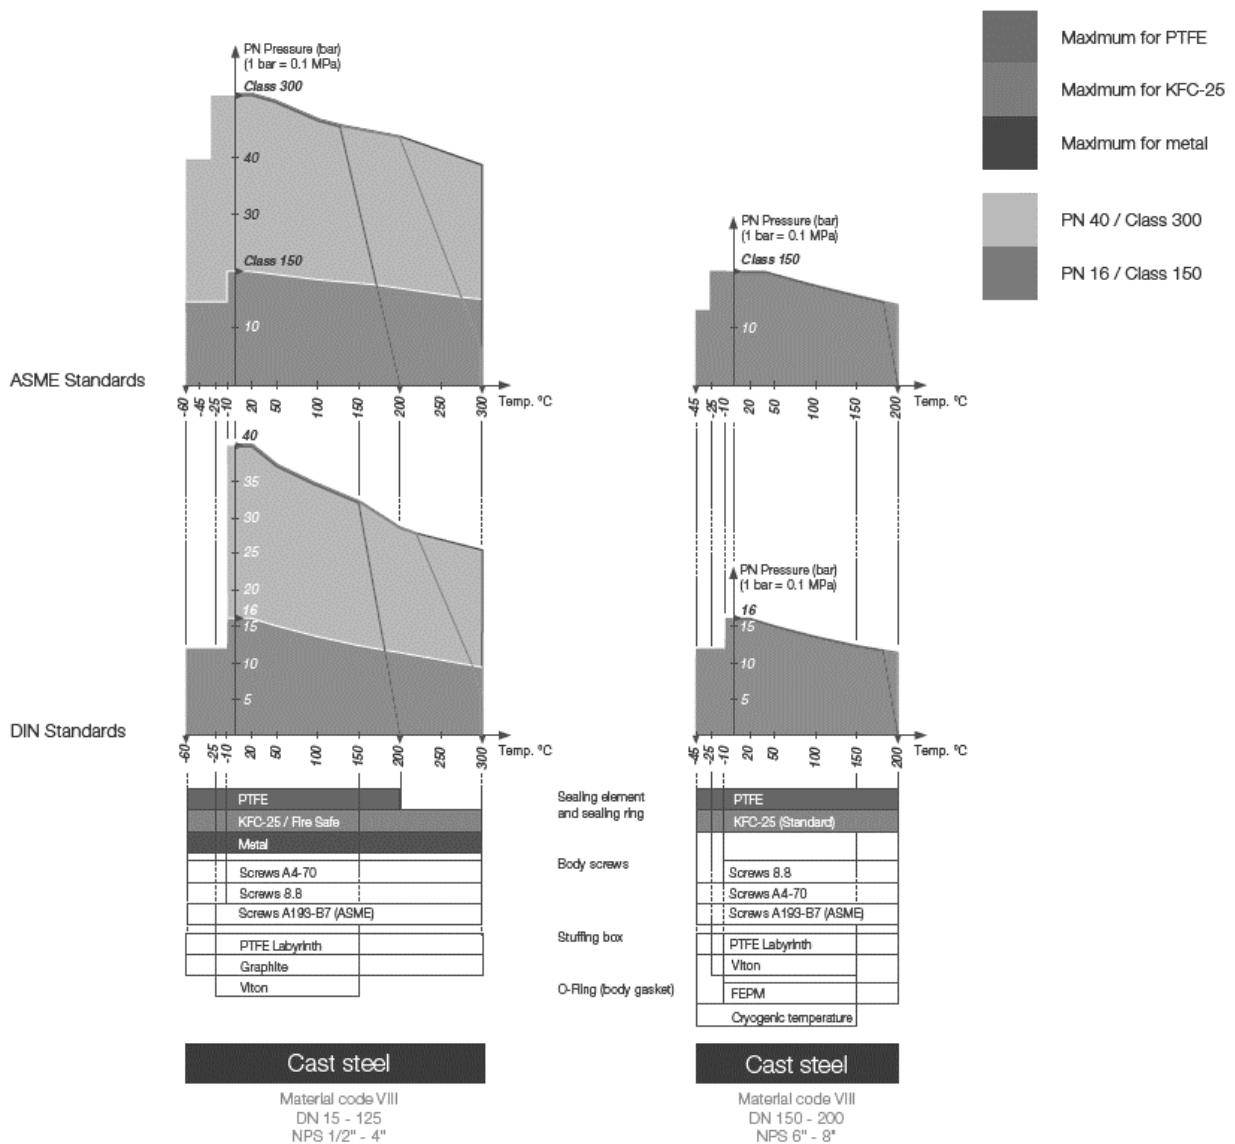 PN Pressure (bar)
(1 bar = 0.1 MPa)
Class 300
40
30
Class 150
10
ASME Standards
-60
-45
-25
-10
20
50
100
150
200
250
300
Temp. ºC
PN Pressure (bar)
(1 bar = 0.1 MPa)
Class 150
10
-45
-25
-10
20
50
100
150
200
Temp. ºC
Maximum for PTFE
Maximum for KFC-25
Maximum for metal
PN 40 / Class 300
PN 16 / Class 150
40
35
30
25
20
16
15
10
5
DIN Standards
-60
-25
-10
20
50
100
150
200
250
300
Temp. ºC
PN Pressure (bar)
(1 bar = 0.1 MPa)
16
15
10
5
-45
-25
-10
20
50
100
150
200
Temp. ºC
PTFE
KFC-25 / Fire Safe
Metal
Screws A4-70
Screws 8.8
Screws A193-B7 (ASME)
PTFE Labyrinth
Graphite
Viton
Sealing element
and sealing ring
Body screws
Stuffing box
O-Ring (body gasket)
PTFE
KFC-25 (Standard)
Screws 8.8
Screws A4-70
Screws A193-B7 (ASME)
PTFE Labyrinth
Viton
FEPM
Cryogenic temperature
Cast steel
Material code VIII
DN 15 - 125
NPS 1/2" - 4"
Cast steel
Material code VIII
DN 150 - 200
NPS 6" - 8"